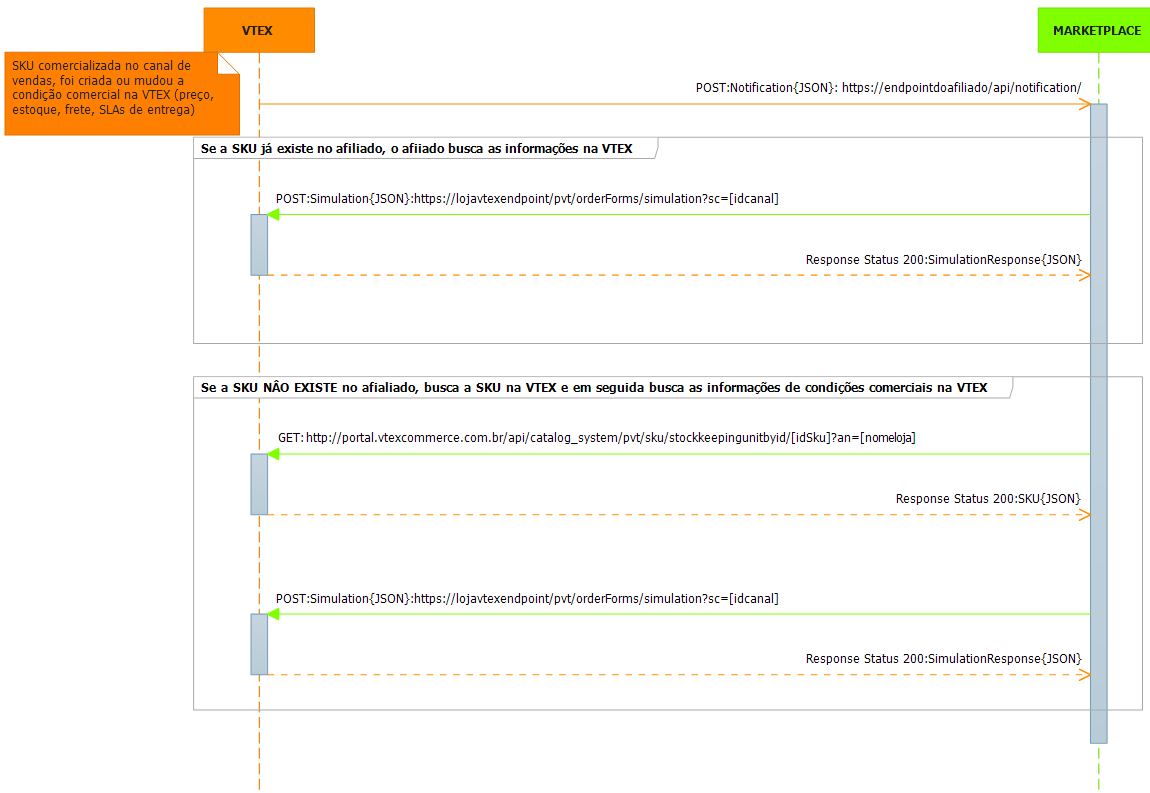 VTEX
MARKETPLACE
SKU comercializada no canal de
vendas, foi criada ou mudou a
condição comercial na VTEX (preço,
estoque, frete, SLAs de entrega)
POST:Notification{JSON}: https://endpointdoafiliado/api/notification/
Se a SKU já existe no afiliado, o afiiado busca as informações na VTEX
POST:Simulation{JSON}:https://lojavtexendpoint/pvt/orderForms/simulation?sc=[idcanal]
Response Status 200:SimulationResponse{JSON}
Se a SKU NÂO EXISTE no afialiado, busca a SKU na VTEX e em seguida busca as informações de condições comerciais na VTEX
GET: http://portal.vtexcommerce.com.br/api/catalog_system/pvt/sku/stockkeepingunitbyid/[idSku]?an=[nomeloja]
Response Status 200:SKU{JSON}
POST:Simulation{JSON}:https://lojavtexendpoint/pvt/orderForms/simulation?sc=[idcanal]
Response Status 200:SimulationResponse{JSON}